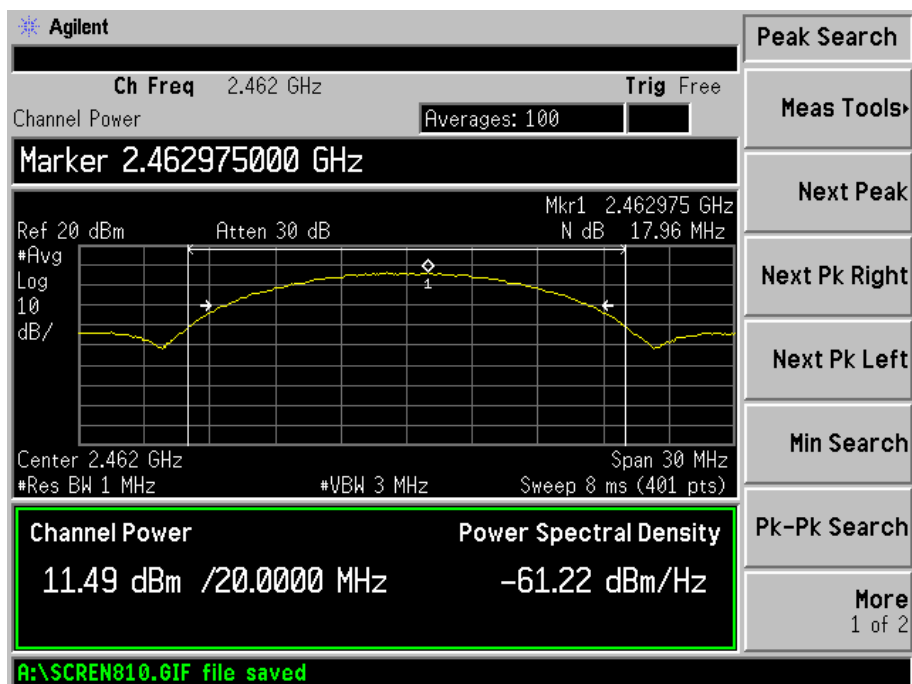 Agilent
Peak Search
Ch Freq 2.462 GHz Trig Free
Channel Power Averages: 100
Meas Tools
Marker 2.462975000 GHz
Mkr1 2.462975 GHz
Ref 20 dBm Atten 30 dB N dB 17.96 MHz
Next Peak
#Avg
Log
10
dB/
1
Next Pk Right
Next Pk Left
Center 2.462 GHz Span 30 MHz
#Res BW 1 MHz #VBW 3 MHz Sweep 8 ms (401 pts)
Min Search
Channel Power Power Spectral Density
11.49 dBm /20.0000 MHz -61.22 dBm/Hz
Pk-Pk Search
More
1 of 2
A:\SCREN810.GIF file saved